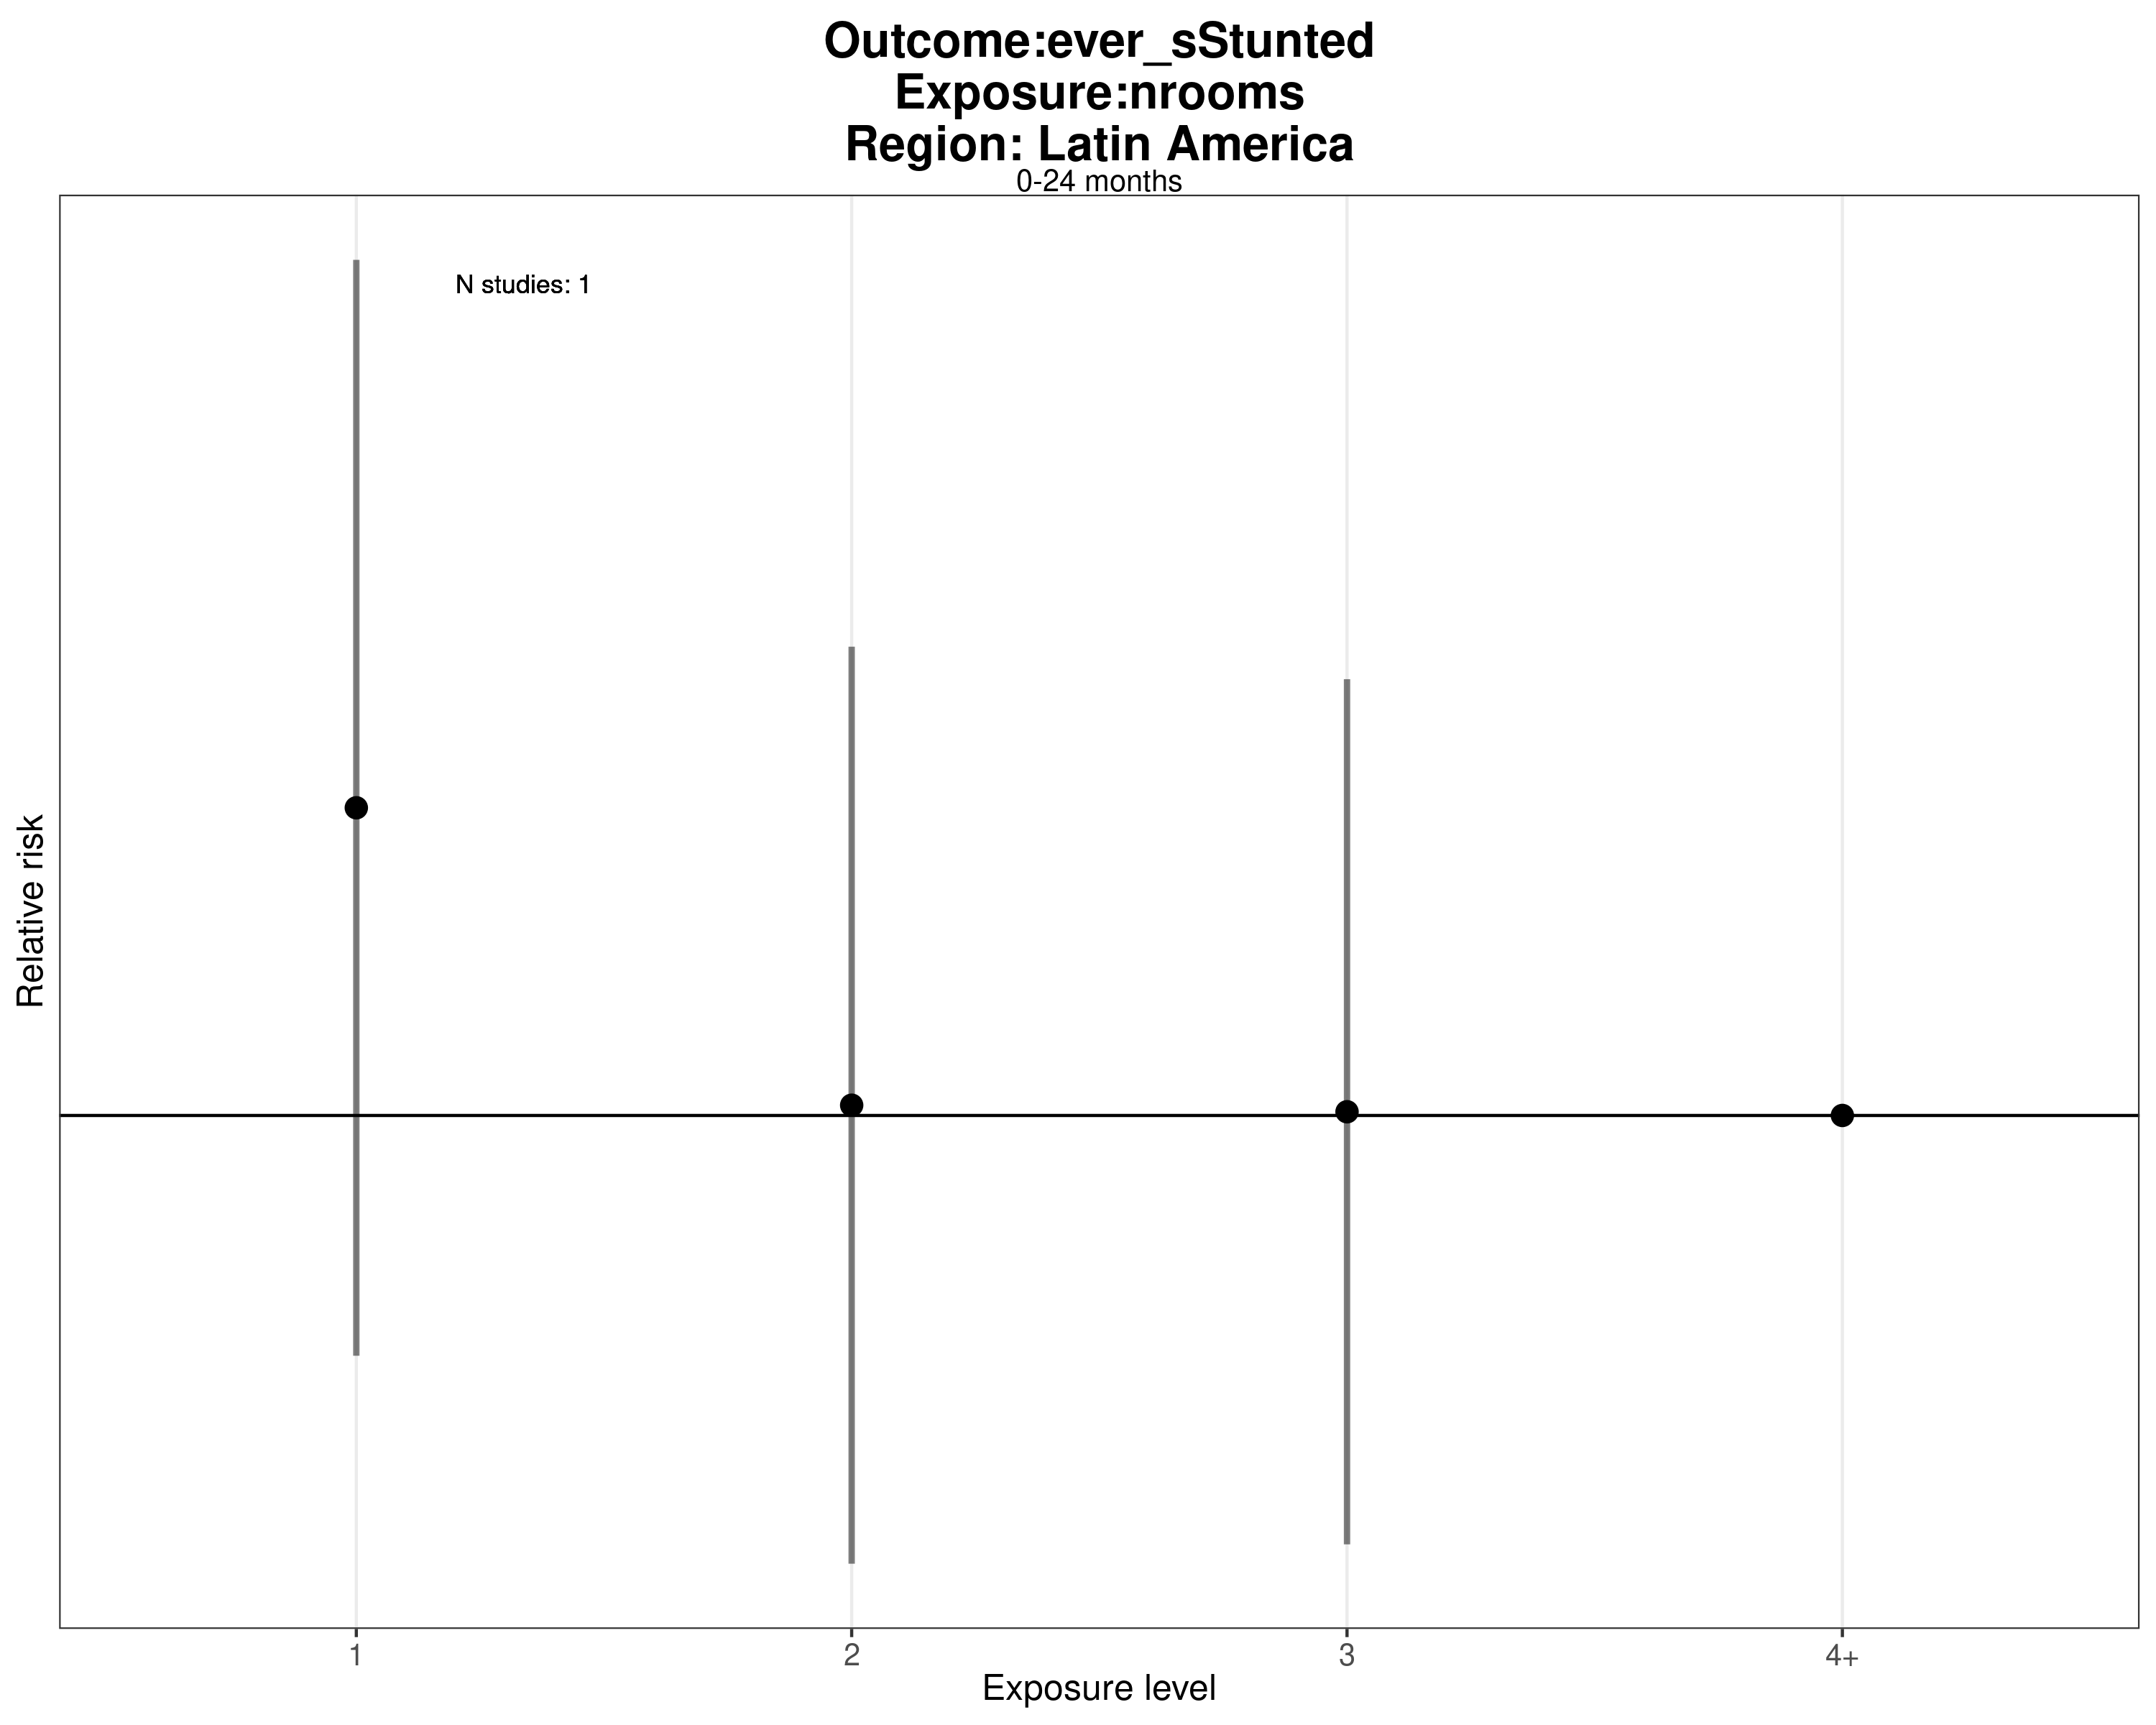 Outcome:ever_sStunted
Exposure:nrooms
Region: Latin America
0-24 months
N studies: 1
Relative risk
1 2 3 4+
Exposure level